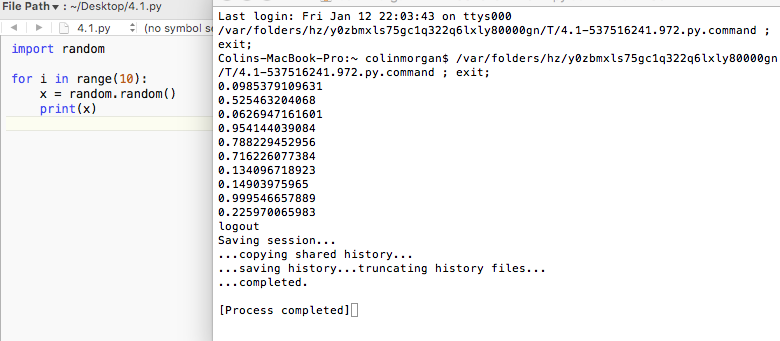 File Path ▾ : ~/Desktop/4.1.py
4.1.py (no symbol se
import random
for i in range(10):
x = random.random()
print(x)
Last login: Fri Jan 12 22:03:43 on ttys000
/var/folders/hz/y0zbmxls75gc1q322q6lxly80000gn/T/4.1-537516241.972.py.command ;
exit;
Colins-MacBook-Pro:~ colinmorgan$ /var/folders/hz/y0zbmxls75gc1q322q6lxly80000gn
/T/4.1-537516241.972.py.command ; exit;
0.0985379109631
0.525463204068
0.0626947161601
0.954144039084
0.788229452956
0.716226077384
0.134096718923
0.14903975965
0.999546657889
0.225970065983
logout
Saving session...
...copying shared history...
...saving history...truncating history files...
...completed.
[Process completed]